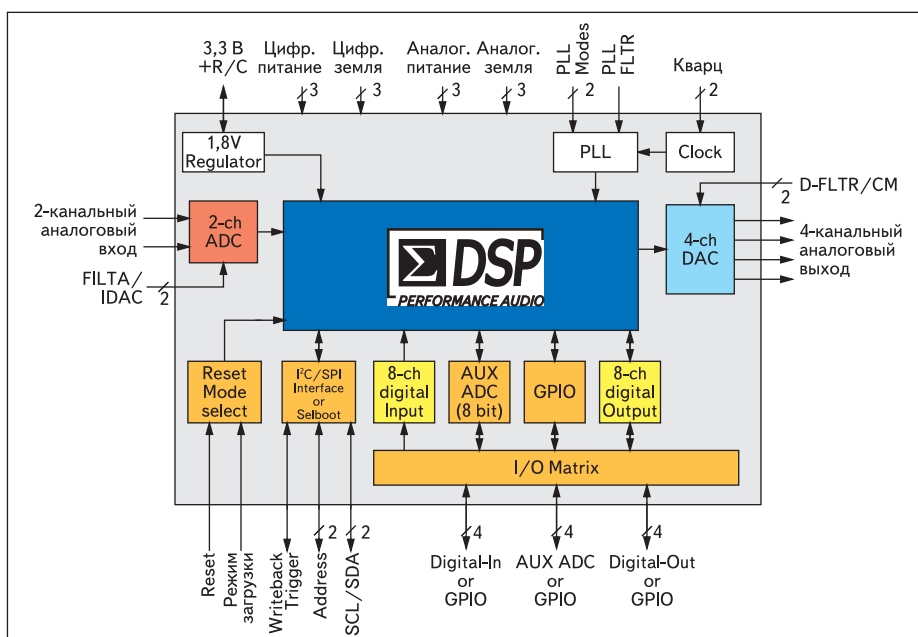 3,3 В
+R/C
Цифр.
питание
Цифр.
земля
Аналог.
питание
Аналог.
земля
PLL
Modes
PLL
FLTR
Кварц
3
3
3
3
2
2
1,8V
Regulator
PLL
Clock
D-FLTR/CM
2
2-канальный
аналоговый
вход
2-ch
ADC
Σ DSP
PERFORMANCE AUDIO
4-ch
DAC
4-канальный
аналоговый
выход
FILTA/
IDAC
2
Reset
Mode
select
I²C/SPI
Interface
or
Selboot
8-ch
digital
Input
AUX
ADC
(8 bit)
GPIO
8-ch
digital
Output
I/O Matrix
2
2
4
4
4
Reset
Режим
загрузки
Writeback
Trigger
Address
SCL/SDA
Digital-In
or
GPIO
AUX ADC
or
GPIO
Digital-Out
or
GPIO